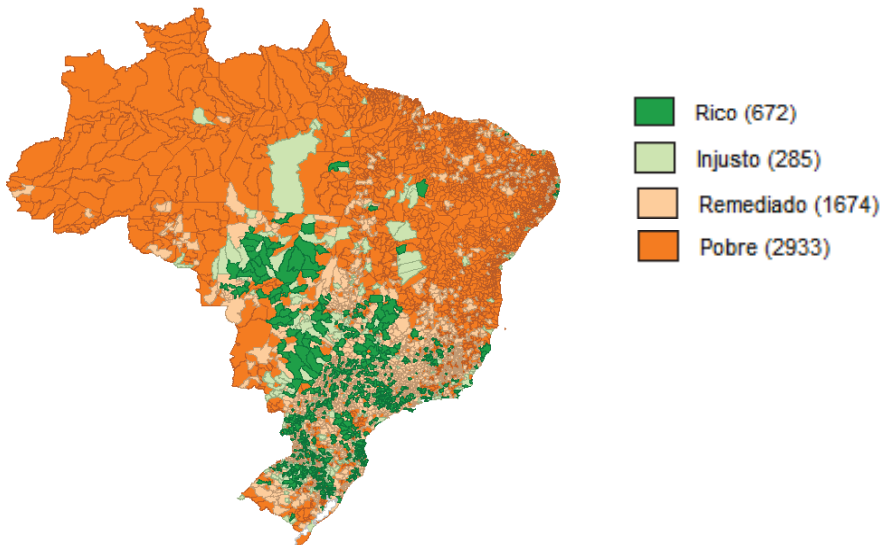 Rico (672)
Injusto (285)
Remediado (1674)
Pobre (2933)